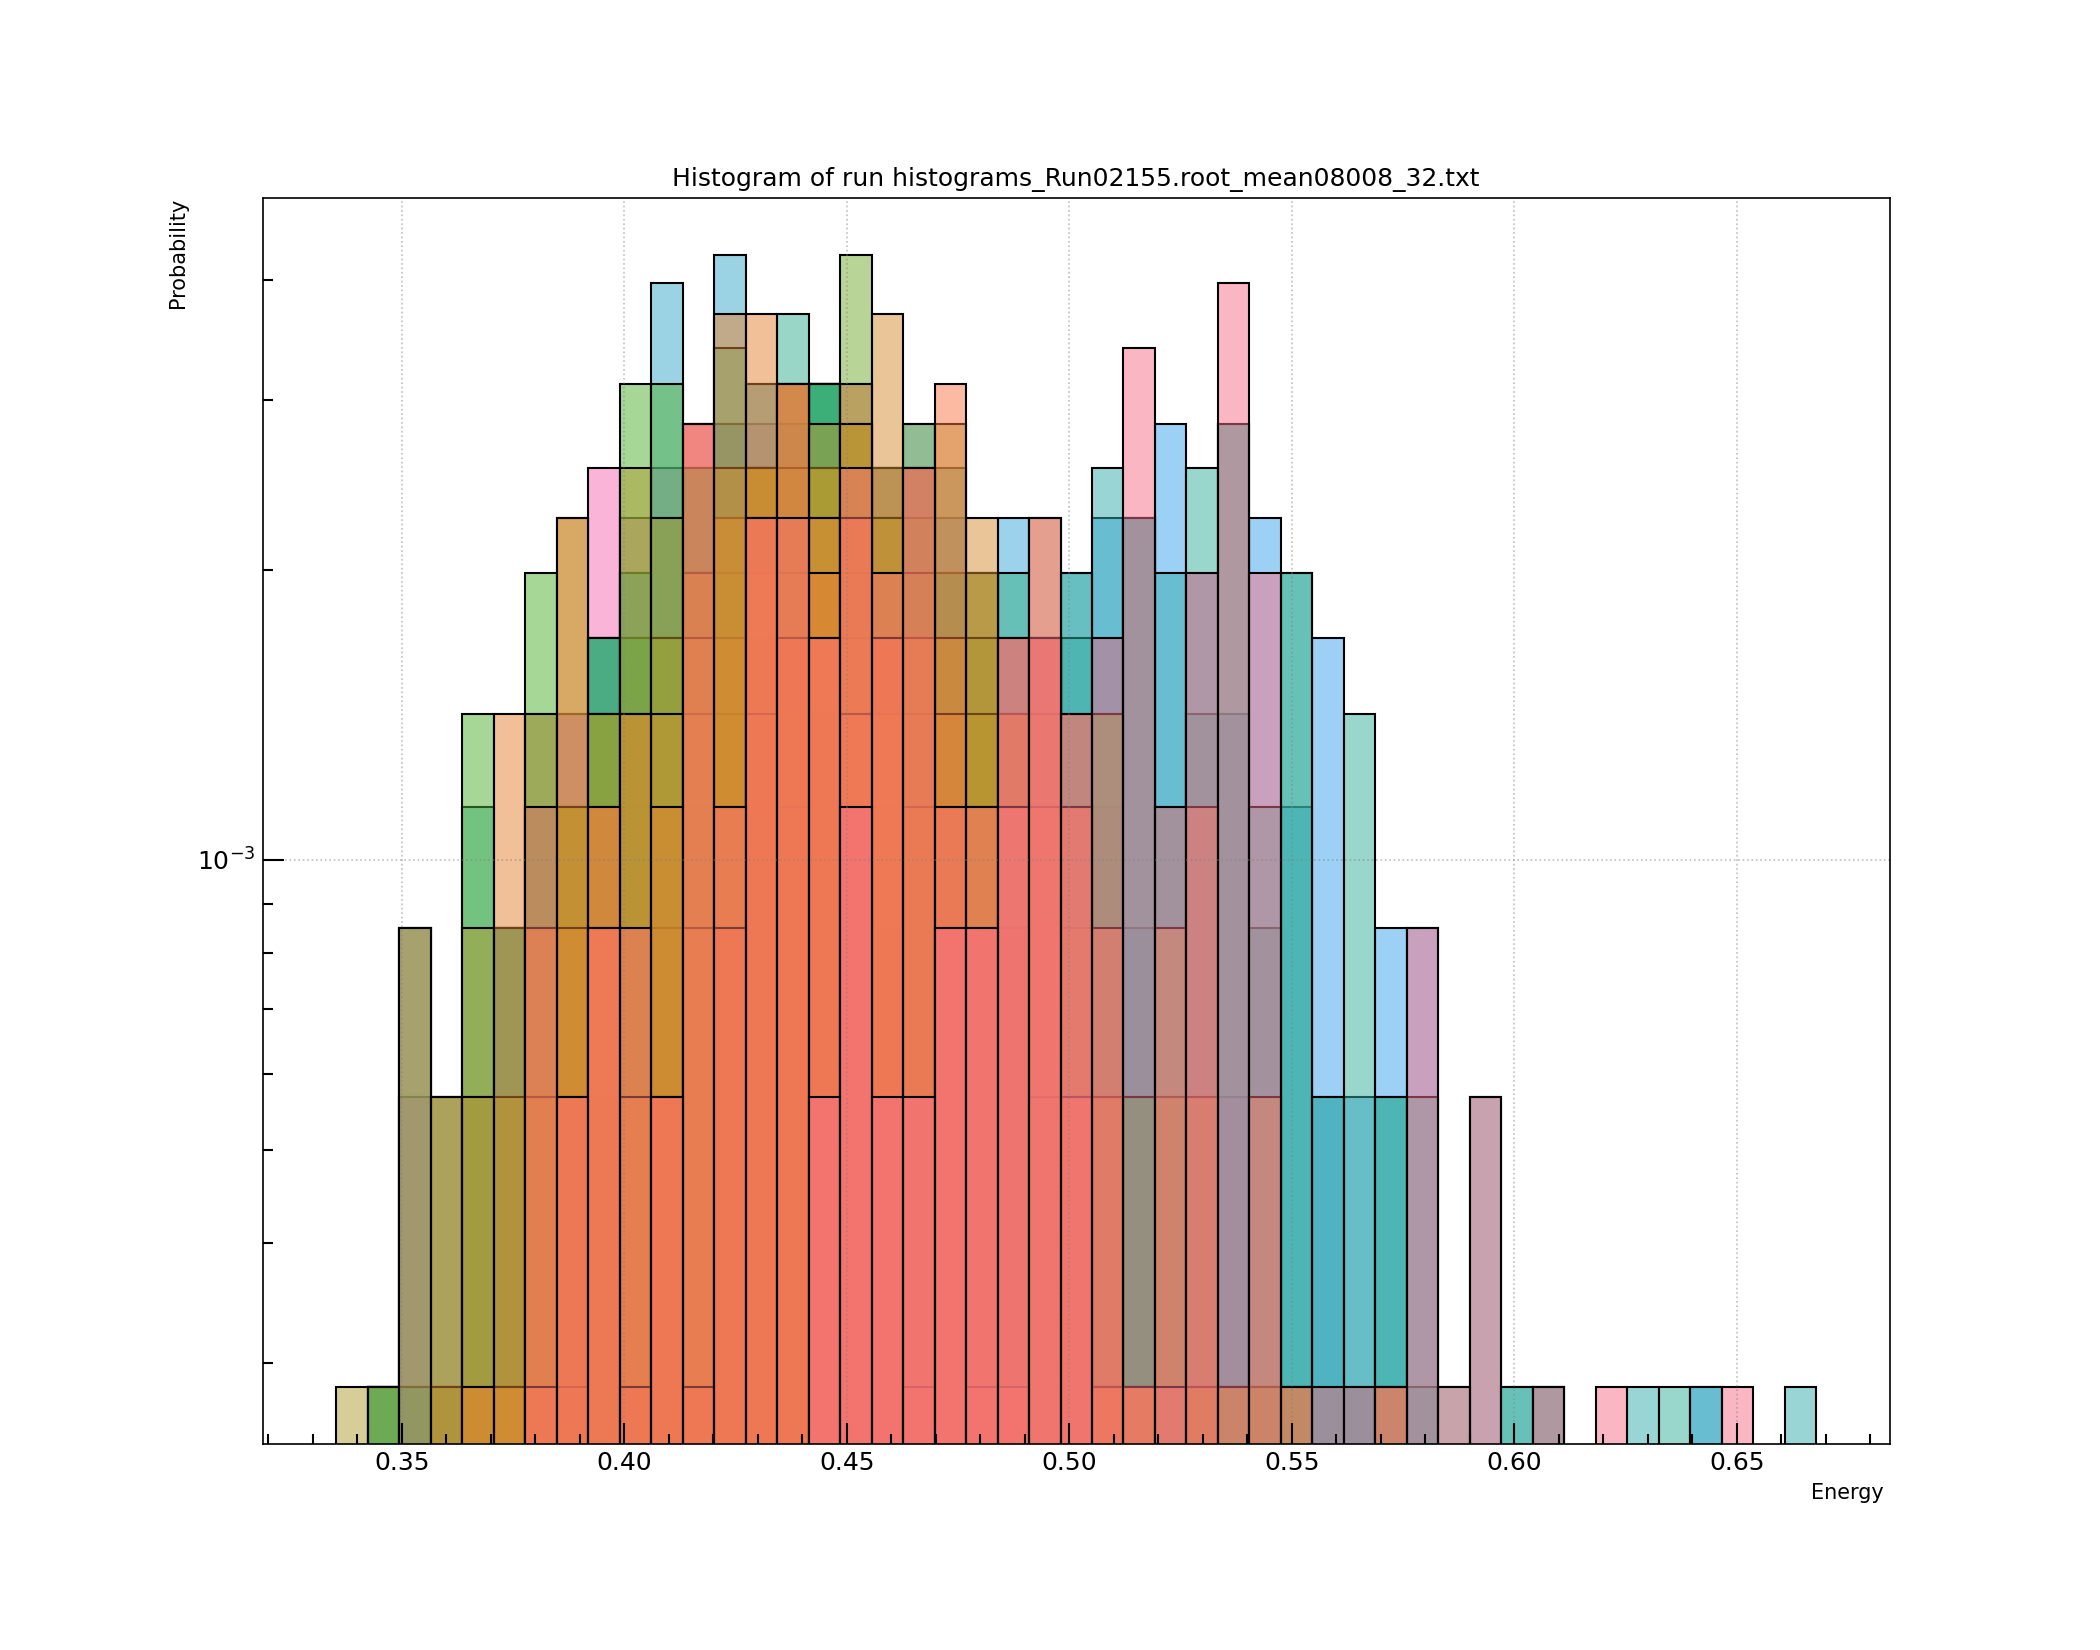 Histogram of run histograms_Run02155.root_mean08008_32.txt
Probability
10⁻³
0.35 0.40 0.45 0.50 0.55 0.60 0.65
Energy